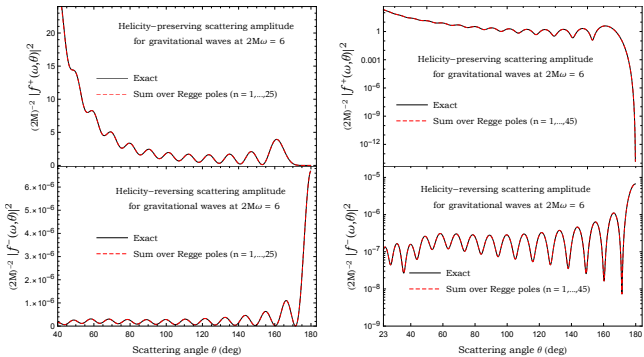 Helicity−preserving scattering amplitude
for gravitational waves at 2Mω = 6
Exact
Sum over Regge poles (n = 1,...,25)
(2M)⁻² |f⁺(ω,θ)|²
20
15
10
5
0
Helicity−reversing scattering amplitude
for gravitational waves at 2Mω = 6
Exact
Sum over Regge poles (n = 1,...,25)
(2M)⁻² |f⁻(ω,θ)|²
6.×10⁻⁶
5.×10⁻⁶
4.×10⁻⁶
3.×10⁻⁶
2.×10⁻⁶
1.×10⁻⁶
0
40 60 80 100 120 140 160 180
Scattering angle θ (deg)
Helicity−preserving scattering amplitude
for gravitational waves at 2Mω = 6
Exact
Sum over Regge poles (n = 1,...,45)
(2M)⁻² |f⁺(ω,θ)|²
1
10⁻³
10⁻⁶
10⁻⁹
10⁻¹²
Helicity−reversing scattering amplitude
for gravitational waves at 2Mω = 6
Exact
Sum over Regge poles (n = 1,...,45)
(2M)⁻² |f⁻(ω,θ)|²
10⁻⁵
10⁻⁶
10⁻⁷
10⁻⁸
10⁻⁹
23 40 60 80 100 120 140 160 180
Scattering angle θ (deg)